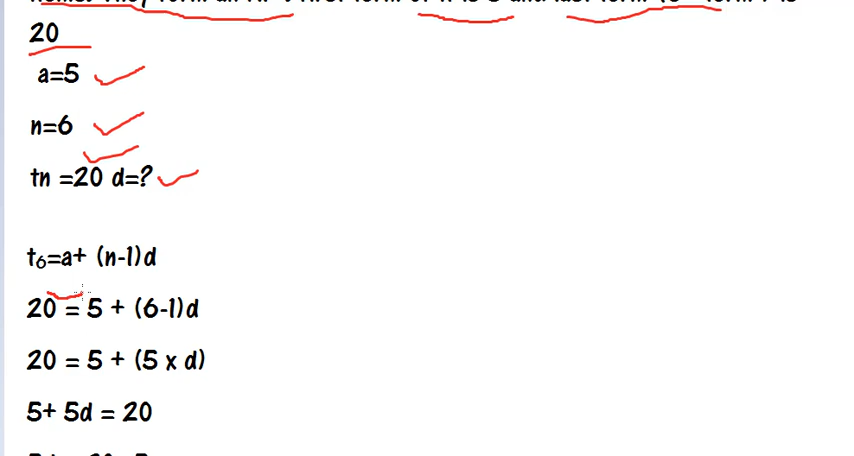 20
a=5
n=6
tn =20 d=?
t6=a+ (n-1)d
20 = 5 + (6-1)d
20 = 5 + (5 x d)
5+ 5d = 20